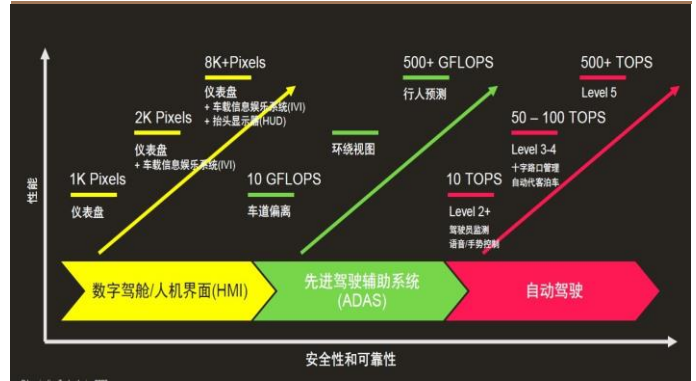 8K+Pixels
仪表盘
+ 车载信息娱乐系统(IVI)
+ 抬头显示器(HUD)
2K Pixels
仪表盘
+ 车载信息娱乐系统(IVI)
1K Pixels
仪表盘
500+ GFLOPS
行人预测
环绕视图
10 GFLOPS
车道偏离
500+ TOPS
Level 5
50 – 100 TOPS
Level 3-4
十字路口管理
自动代客泊车
10 TOPS
Level 2+
驾驶员监测
语音/手势控制
性能
数字驾舱/人机界面(HMI)
先进驾驶辅助系统
(ADAS)
自动驾驶
安全性和可靠性